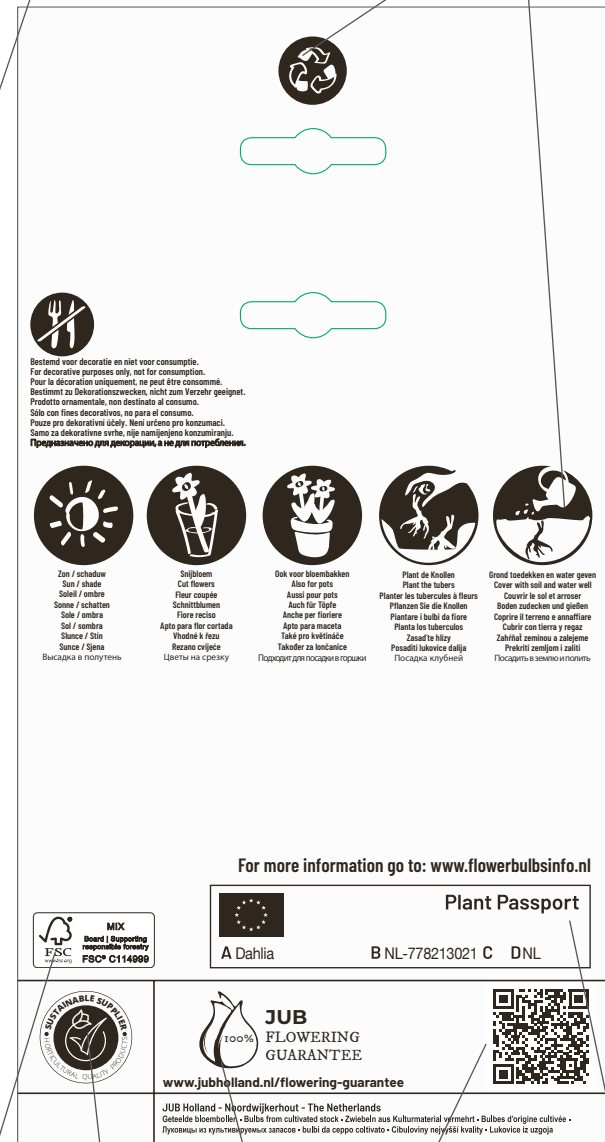 Bestemd voor decoratie en niet voor consumptie.
For decorative purposes only, not for consumption.
Pour la décoration uniquement, ne peut être consommé.
Bestimmt zu Dekorationszwecken, nicht zum Verzehr geeignet.
Prodotto ornamentale, non destinato al consumo.
Sólo con fines decorativos, no para el consumo.
Pouze pro dekorativní účely. Není určeno pro konzumaci.
Samo za dekorativne svrhe, nije namijenjeno konzumiranju.
Предназначено для декорации, а не для потребления.
Zon / schaduw
Sun / shade
Soleil / ombre
Sonne / schatten
Sole / ombra
Sol / sombra
Slunce / Stín
Sunce / Sjena
Высадка в полутень
Snijbloem
Cut flowers
Fleur coupée
Schnittblumen
Fiore reciso
Apto para flor cortada
Vhodné k řezu
Rezano cvijeće
Цветы на срезку
Ook voor bloembakken
Also for pots
Aussi pour pots
Auch für Töpfe
Anche per fioriere
Apto para maceta
Také pro květináče
Također za lončanice
Подходит для посадки в горшки
Plant de Knollen
Plant the tubers
Planter les tubercules à fleurs
Pflanzen Sie die Knollen
Piantare i bulbi da fiore
Planta los tuberculos
Zasaďte hlízy
Posaditi lukovice dalija
Посадка клубней
Grond toedekken en water geven
Cover with soil and water well
Couvrir le sol et arroser
Boden zudecken und gießen
Coprire il terreno e annaffiare
Cubrir con tierra y regaz
Zahrňať zeminou a zalejeme
Prekriti zemljom i zaliti
Посадить в землю и полить
For more information go to: www.flowerbulbsinfo.nl
FSC
www.fsc.org
MIX
Board | Supporting
responsible forestry
FSC® C114999
Plant Passport
A Dahlia B NL-778213021 C D NL
• SUSTAINABLE SUPPLIER •
HORTICULTURAL QUALITY PRODUCTS
100%
JUB
FLOWERING
GUARANTEE
www.jubholland.nl/flowering-guarantee
JUB Holland - Noordwijkerhout - The Netherlands
Geteelde bloembollen • Bulbs from cultivated stock • Zwiebeln aus Kulturmaterial vermehrt • Bulbes d'origine cultivée •
Луковицы из культивируемых запасов • bulbi da ceppo coltivato • Cibuloviny nejvyšší kvality • Lukovice iz uzgoja